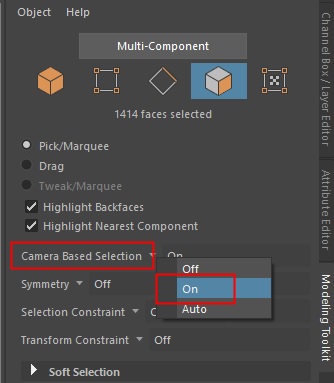 Object Help
Multi-Component
1414 faces selected
Pick/Marquee
Drag
Tweak/Marquee
Highlight Backfaces
Highlight Nearest Component
Camera Based Selection On
Off
Symmetry Off
On
Selection Constraint
Auto
Transform Constraint Off
Soft Selection
Channel Box / Layer Editor
Attribute Editor
Modeling Toolkit